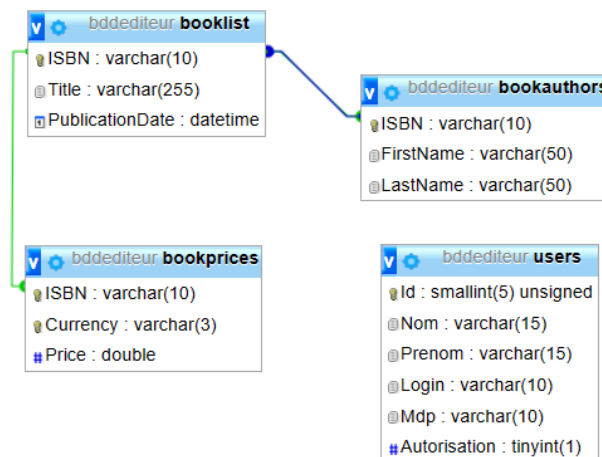 v bddediteur booklist
ISBN : varchar(10)
Title : varchar(255)
PublicationDate : datetime
v bddediteur bookauthors
ISBN : varchar(10)
FirstName : varchar(50)
LastName : varchar(50)
v bddediteur bookprices
ISBN : varchar(10)
Currency : varchar(3)
# Price : double
v bddediteur users
Id : smallint(5) unsigned
Nom : varchar(15)
Prenom : varchar(15)
Login : varchar(10)
Mdp : varchar(10)
# Autorisation : tinyint(1)